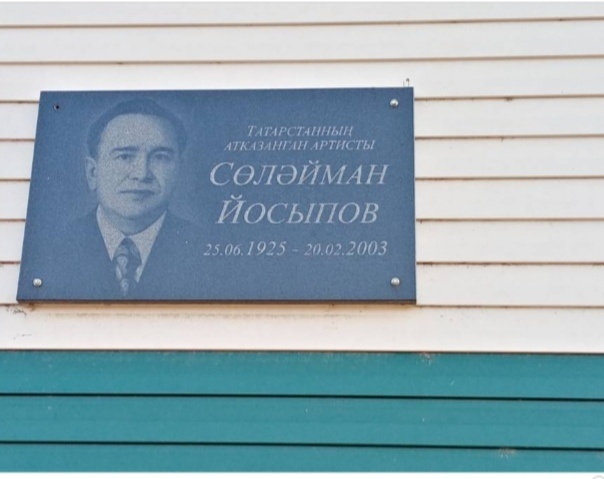 Татарстанның
атказанган артисты
Сөләйман
Йосыпов
25.06.1925 – 20.02.2003